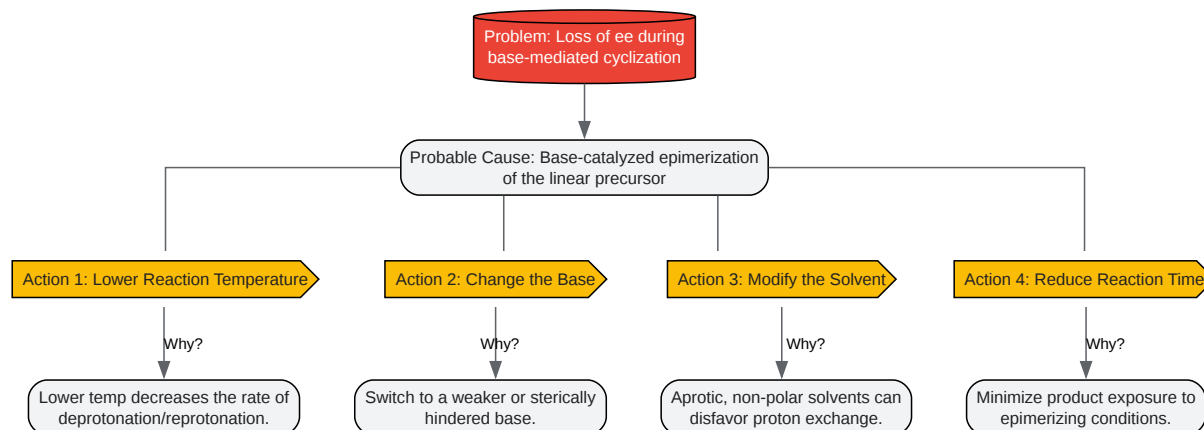 Problem: Loss of ee during
base-mediated cyclization
Probable Cause: Base-catalyzed epimerization
of the linear precursor
Action 1: Lower Reaction Temperature
Action 2: Change the Base
Action 3: Modify the Solvent
Action 4: Reduce Reaction Time
Why?
Why?
Why?
Why?
Lower temp decreases the rate of
deprotonation/reprotonation.
Switch to a weaker or sterically
hindered base.
Aprotic, non-polar solvents can
disfavor proton exchange.
Minimize product exposure to
epimerizing conditions.